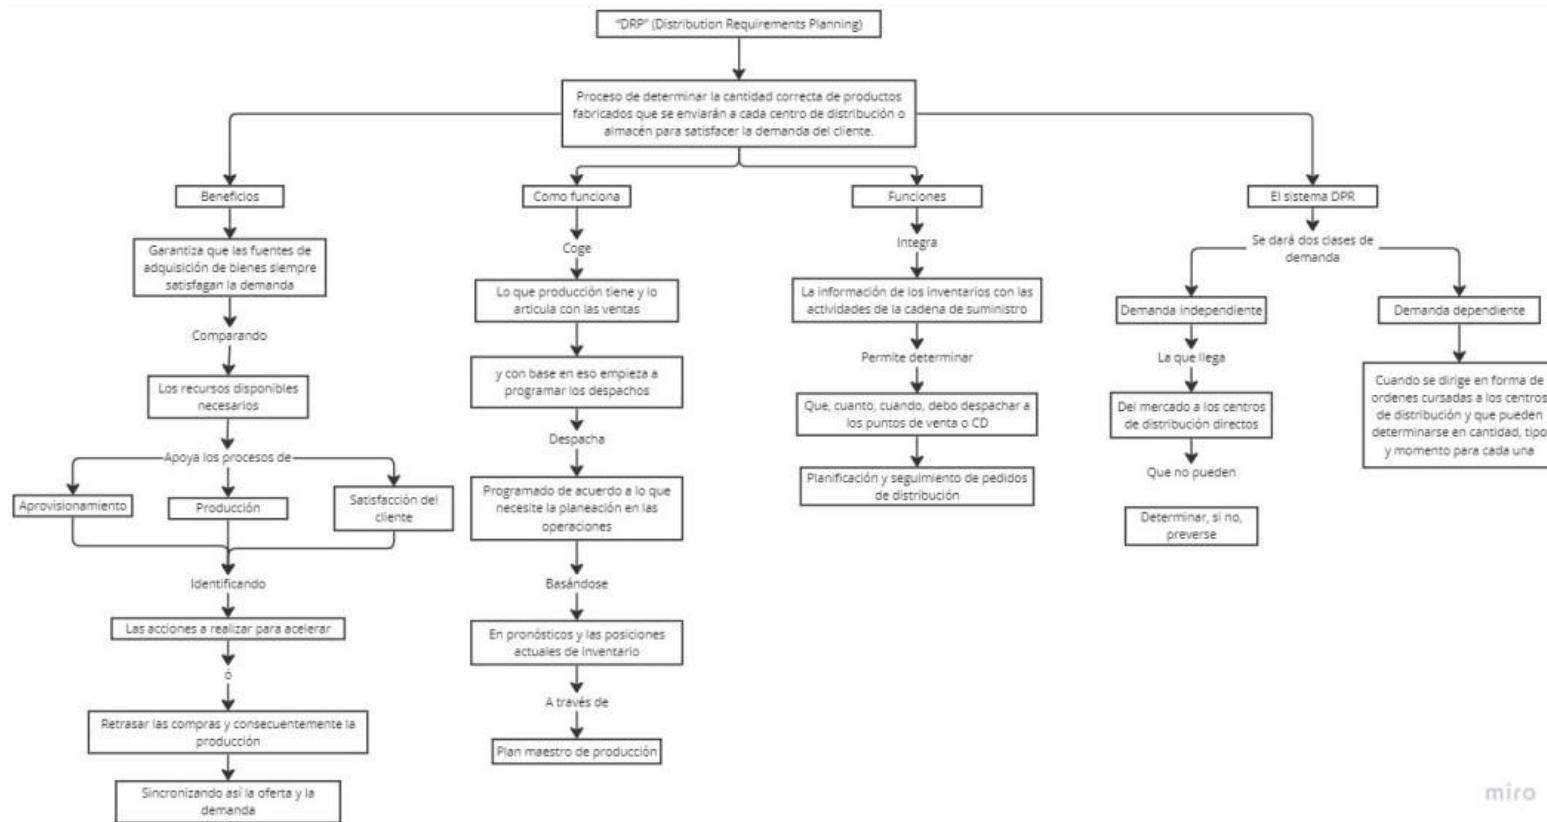 “DRP” (Distribution Requirements Planning)
Proceso de determinar la cantidad correcta de productos
fabricados que se enviarán a cada centro de distribución o
almacén para satisfacer la demanda del cliente.
Beneficios
Garantiza que las fuentes de
adquisición de bienes siempre
satisfagan la demanda
Comparando
Los recursos disponibles
necesarios
Apoya los procesos de
Aprovisionamiento
Producción
Satisfacción del
cliente
Identificando
Las acciones a realizar para acelerar
ó
Retrasar las compras y consecuentemente la
producción
Sincronizando así la oferta y la
demanda
Como funciona
Coge
Lo que producción tiene y lo
articula con las ventas
y con base en eso empieza a
programar los despachos
Despacha
Programado de acuerdo a lo que
necesite la planeación en las
operaciones
Basándose
En pronósticos y las posiciones
actuales de inventario
A través de
Plan maestro de producción
Funciones
Integra
La información de los inventarios con las
actividades de la cadena de suministro
Permite determinar
Que, cuanto, cuando, debo despachar a
los puntos de venta o CD
Planificación y seguimiento de pedidos
de distribución
El sistema DPR
Se dará dos clases de
demanda
Demanda independiente
La que llega
Del mercado a los centros
de distribución directos
Que no pueden
Determinar, si no,
preverse
Demanda dependiente
Cuando se dirige en forma de
ordenes cursadas a los centros
de distribución y que pueden
determinarse en cantidad, tipo
y momento para cada una
miro